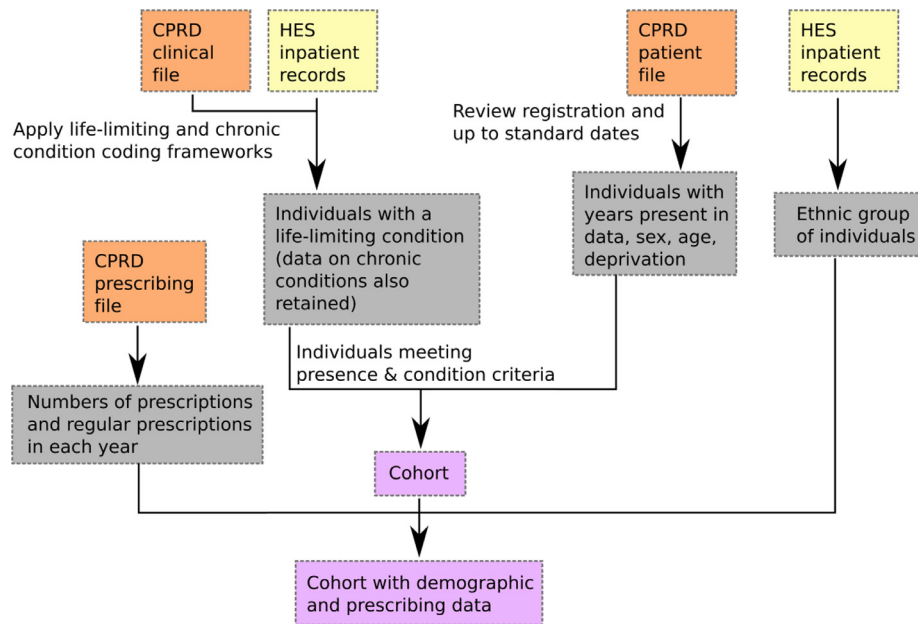 CPRD
clinical
file
HES
inpatient
records
CPRD
patient
file
HES
inpatient
records
Apply life-limiting and chronic
condition coding frameworks
Review registration and
up to standard dates
Individuals with a
life-limiting condition
(data on chronic
conditions also
retained)
Individuals with
years present in
data, sex, age,
deprivation
Ethnic group
of individuals
CPRD
prescribing
file
Individuals meeting
presence & condition criteria
Numbers of prescriptions
and regular prescriptions
in each year
Cohort
Cohort with demographic
and prescribing data